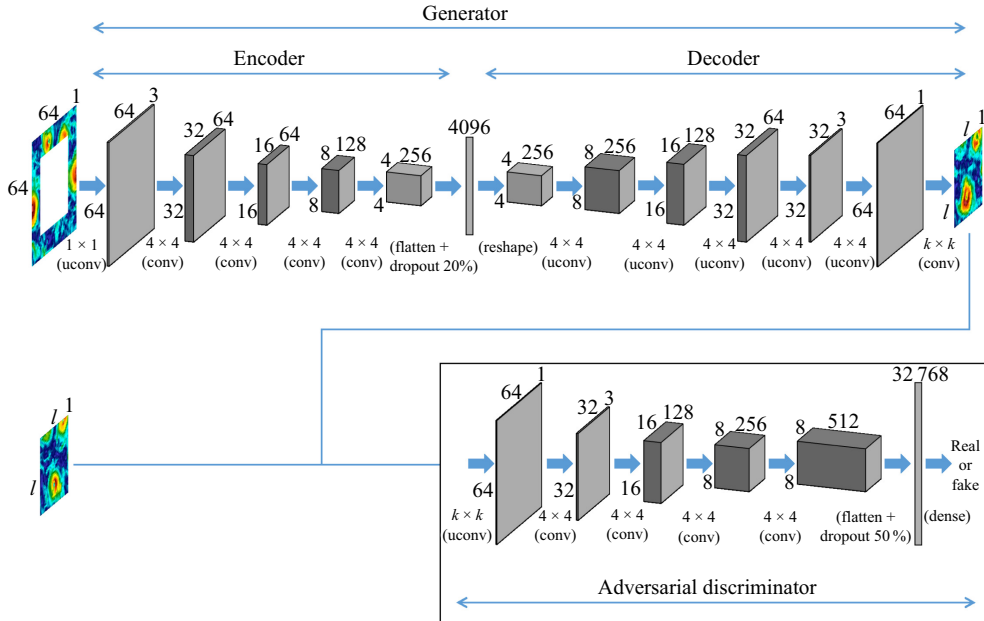 Generator
Encoder
Decoder
64
1
64
64
3
64
1 × 1
(uconv)
32
64
32
4 × 4
(conv)
16
64
16
4 × 4
(conv)
8
128
8
4 × 4
(conv)
4
256
4
4 × 4
(conv)
4096
(flatten +
dropout 20%)
4
256
4
(reshape)
8
256
8
4 × 4
(uconv)
16
128
16
4 × 4
(uconv)
32
64
32
4 × 4
(uconv)
32
3
32
4 × 4
(uconv)
64
1
64
4 × 4
(uconv)
l
1
l
k × k
(conv)
l
1
l
64
1
64
k × k
(uconv)
32
3
32
4 × 4
(conv)
16
128
16
4 × 4
(conv)
8
256
8
4 × 4
(conv)
8
512
8
4 × 4
(conv)
32 768
(flatten +
dropout 50 %)
(dense)
Real
or
fake
Adversarial discriminator